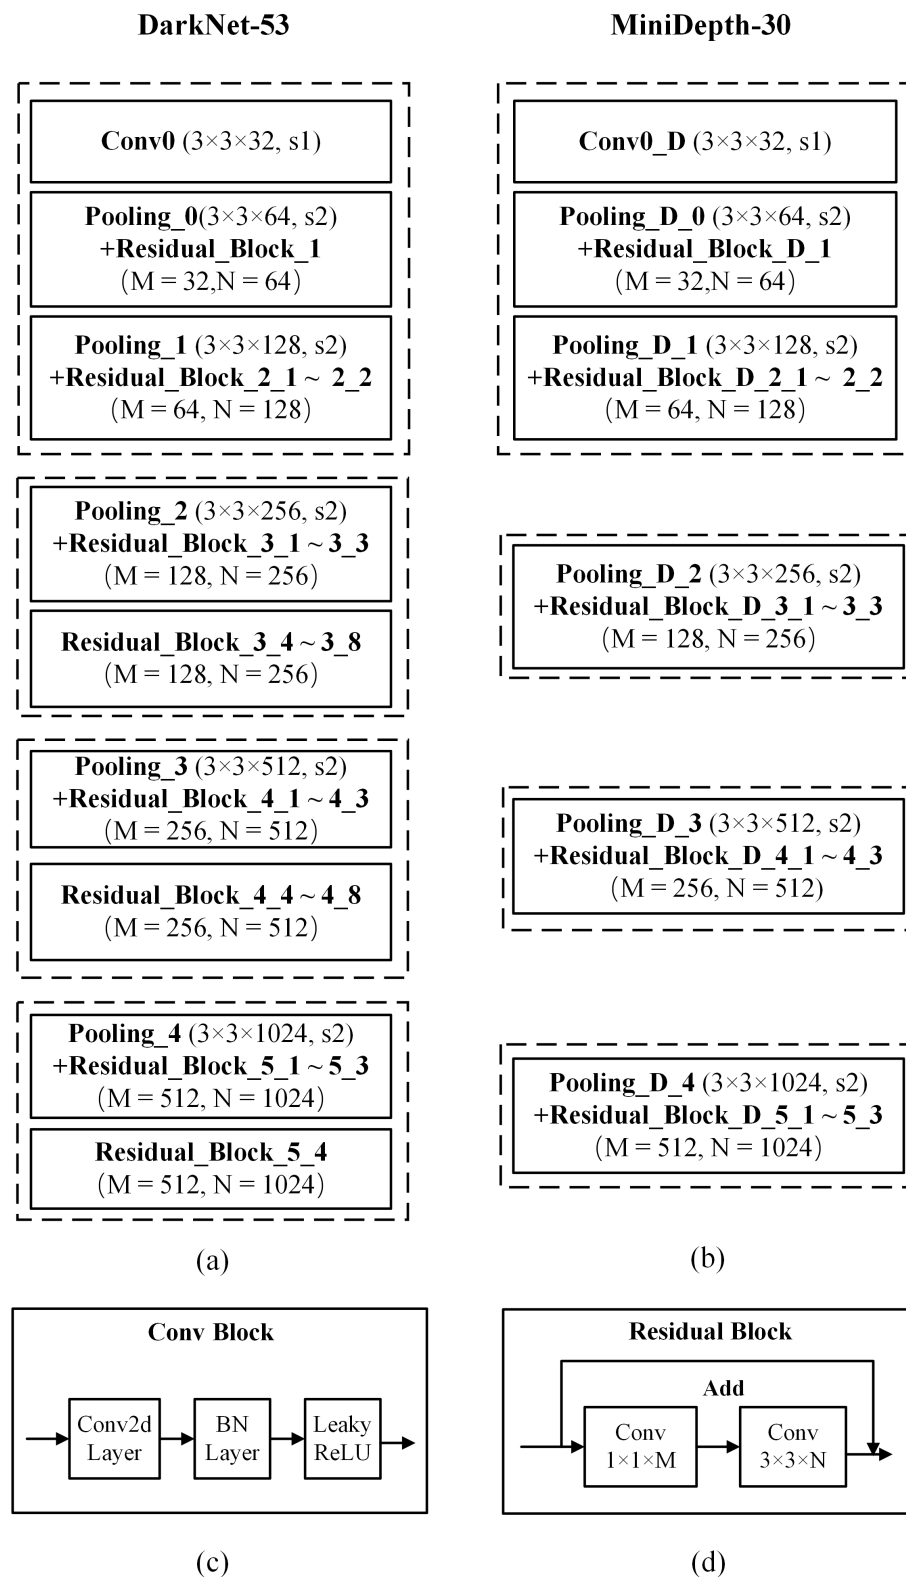 DarkNet-53
Conv0 (3×3×32, s1)
Pooling_0(3×3×64, s2)
+Residual_Block_1
(M = 32,N = 64)
Pooling_1 (3×3×128, s2)
+Residual_Block_2_1 ~ 2_2
(M = 64, N = 128)
Pooling_2 (3×3×256, s2)
+Residual_Block_3_1 ~ 3_3
(M = 128, N = 256)
Residual_Block_3_4 ~ 3_8
(M = 128, N = 256)
Pooling_3 (3×3×512, s2)
+Residual_Block_4_1 ~ 4_3
(M = 256, N = 512)
Residual_Block_4_4 ~ 4_8
(M = 256, N = 512)
Pooling_4 (3×3×1024, s2)
+Residual_Block_5_1 ~ 5_3
(M = 512, N = 1024)
Residual_Block_5_4
(M = 512, N = 1024)
(a)
MiniDepth-30
Conv0_D (3×3×32, s1)
Pooling_D_0 (3×3×64, s2)
+Residual_Block_D_1
(M = 32,N = 64)
Pooling_D_1 (3×3×128, s2)
+Residual_Block_D_2_1 ~ 2_2
(M = 64, N = 128)
Pooling_D_2 (3×3×256, s2)
+Residual_Block_D_3_1 ~ 3_3
(M = 128, N = 256)
Pooling_D_3 (3×3×512, s2)
+Residual_Block_D_4_1 ~ 4_3
(M = 256, N = 512)
Pooling_D_4 (3×3×1024, s2)
+Residual_Block_D_5_1 ~ 5_3
(M = 512, N = 1024)
(b)
Conv Block
Conv2d
Layer
BN
Layer
Leaky
ReLU
(c)
Residual Block
Add
Conv
1×1×M
Conv
3×3×N
(d)